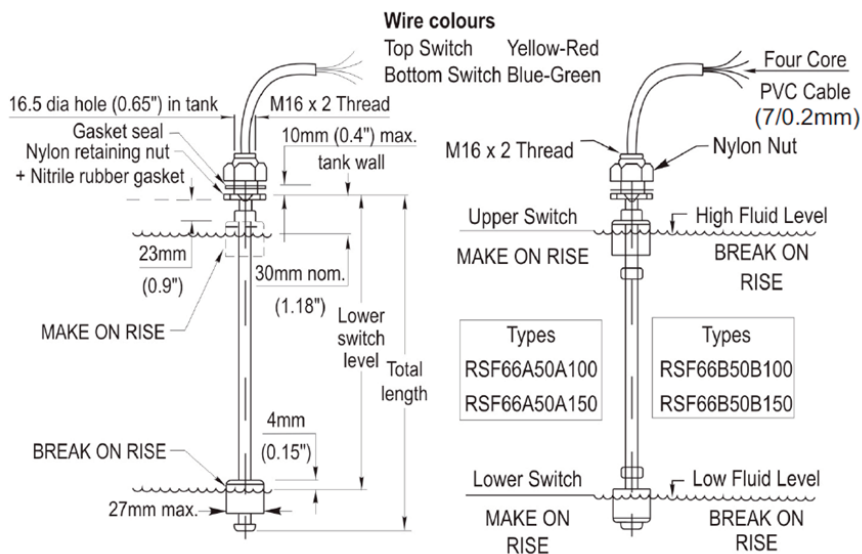 Wire colours
Top Switch Yellow-Red
Bottom Switch Blue-Green
16.5 dia hole (0.65") in tank
M16 x 2 Thread
Gasket seal
10mm (0.4") max.
Nylon retaining nut
tank wall
+ Nitrile rubber gasket
23mm
(0.9")
30mm nom.
(1.18")
MAKE ON RISE
Lower
switch
level
Total
length
4mm
(0.15")
BREAK ON RISE
27mm max.
Four Core
PVC Cable
(7/0.2mm)
M16 x 2 Thread
Nylon Nut
Upper Switch
High Fluid Level
MAKE ON RISE
BREAK ON
RISE
Types
RSF66A50A100
RSF66A50A150
Types
RSF66B50B100
RSF66B50B150
Lower Switch
Low Fluid Level
MAKE ON
RISE
BREAK ON
RISE